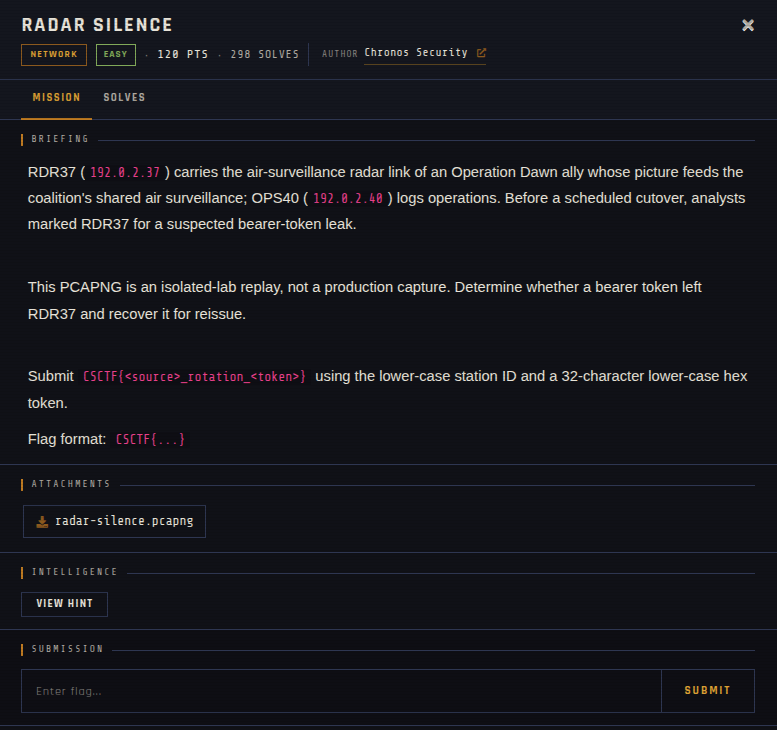 RADAR SILENCE
NETWORK EASY · 120 PTS · 298 SOLVES AUTHOR Chronos Security
MISSION SOLVES
BRIEFING
RDR37 ( 192.0.2.37 ) carries the air-surveillance radar link of an Operation Dawn ally whose picture feeds the
coalition's shared air surveillance; OPS40 ( 192.0.2.40 ) logs operations. Before a scheduled cutover, analysts
marked RDR37 for a suspected bearer-token leak.
This PCAPNG is an isolated-lab replay, not a production capture. Determine whether a bearer token left
RDR37 and recover it for reissue.
Submit CSCTF{<source>_rotation_<token>} using the lower-case station ID and a 32-character lower-case hex
token.
Flag format: CSCTF{...}
ATTACHMENTS
radar-silence.pcapng
INTELLIGENCE
VIEW HINT
SUBMISSION
Enter flag...
SUBMIT